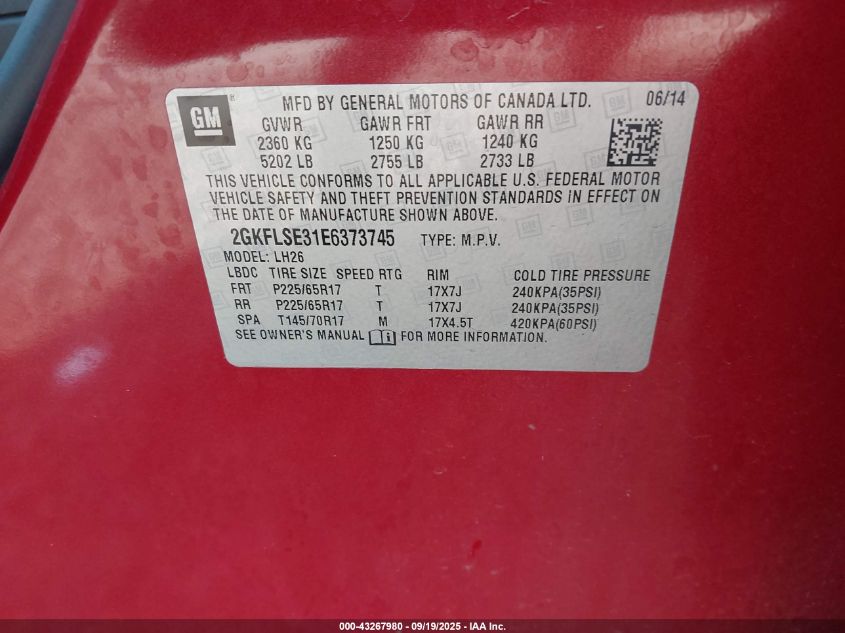 GM ® MFD BY GENERAL MOTORS OF CANADA LTD. 06/14
GVWR GAWR FRT GAWR RR
2360 KG 1250 KG 1240 KG
5202 LB 2755 LB 2733 LB
THIS VEHICLE CONFORMS TO ALL APPLICABLE U.S. FEDERAL MOTOR
VEHICLE SAFETY AND THEFT PREVENTION STANDARDS IN EFFECT ON
THE DATE OF MANUFACTURE SHOWN ABOVE.
2GKFLSE31E6373745 TYPE: M.P.V.
MODEL: LH26
LBDC TIRE SIZE SPEED RTG RIM COLD TIRE PRESSURE
FRT P225/65R17 T 17X7J 240KPA(35PSI)
RR P225/65R17 T 17X7J 240KPA(35PSI)
SPA T145/70R17 M 17X4.5T 420KPA(60PSI)
SEE OWNER'S MANUAL FOR MORE INFORMATION.
000-43267980 - 09/19/2025 - IAA Inc.